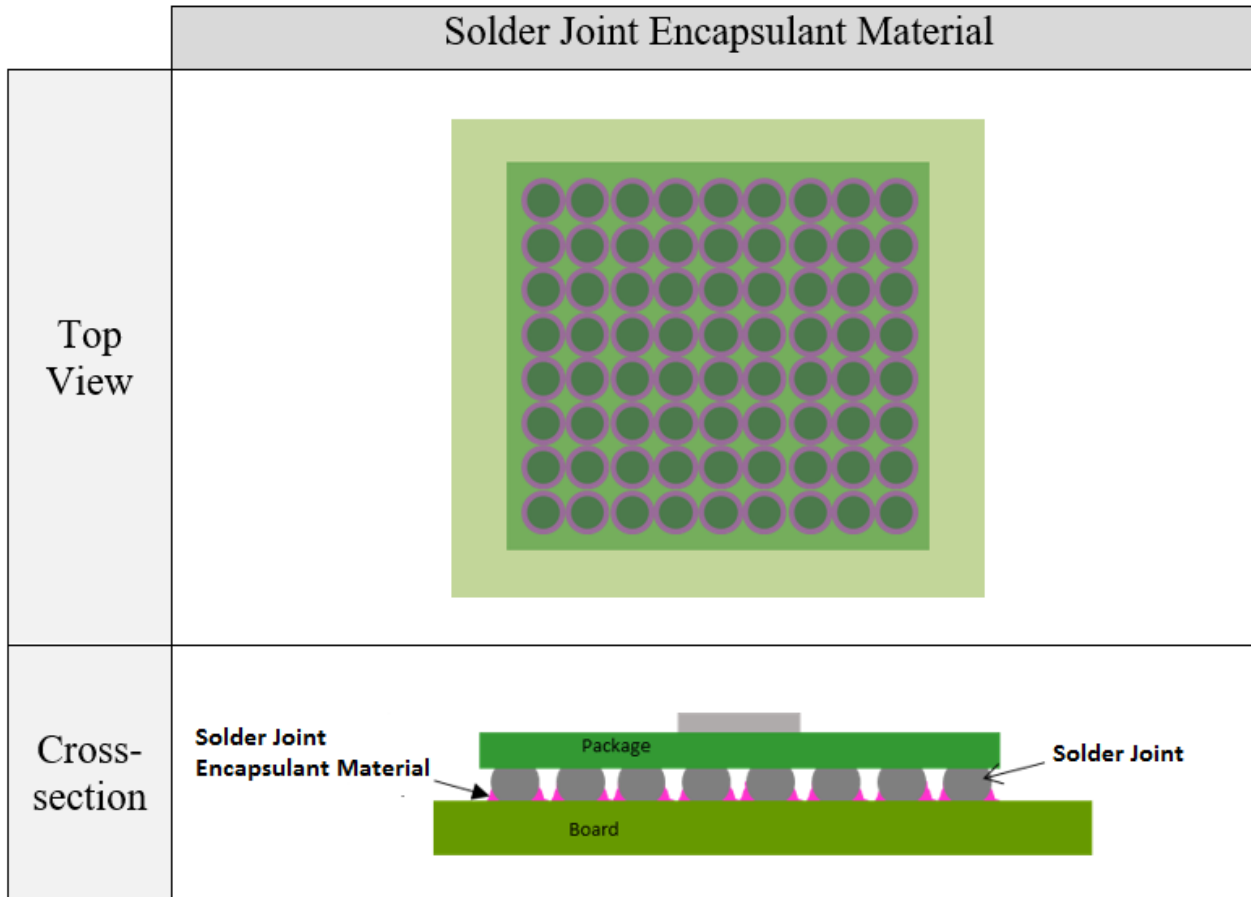 Solder Joint Encapsulant Material
Top
View
Cross-
section
Solder Joint
Encapsulant Material
Package
Solder Joint
Board